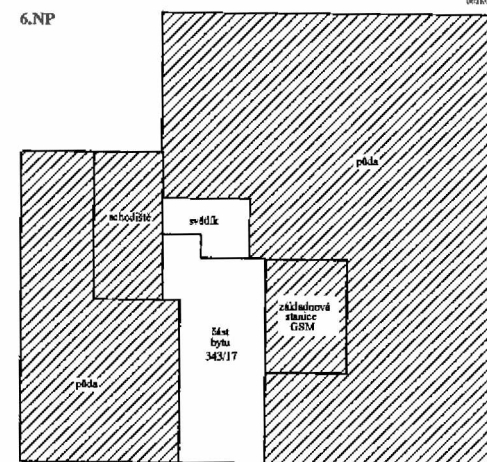 6.NP
půda
schodiště
světlík
základnová
stanice
GSM
část
bytu
343/17
půda